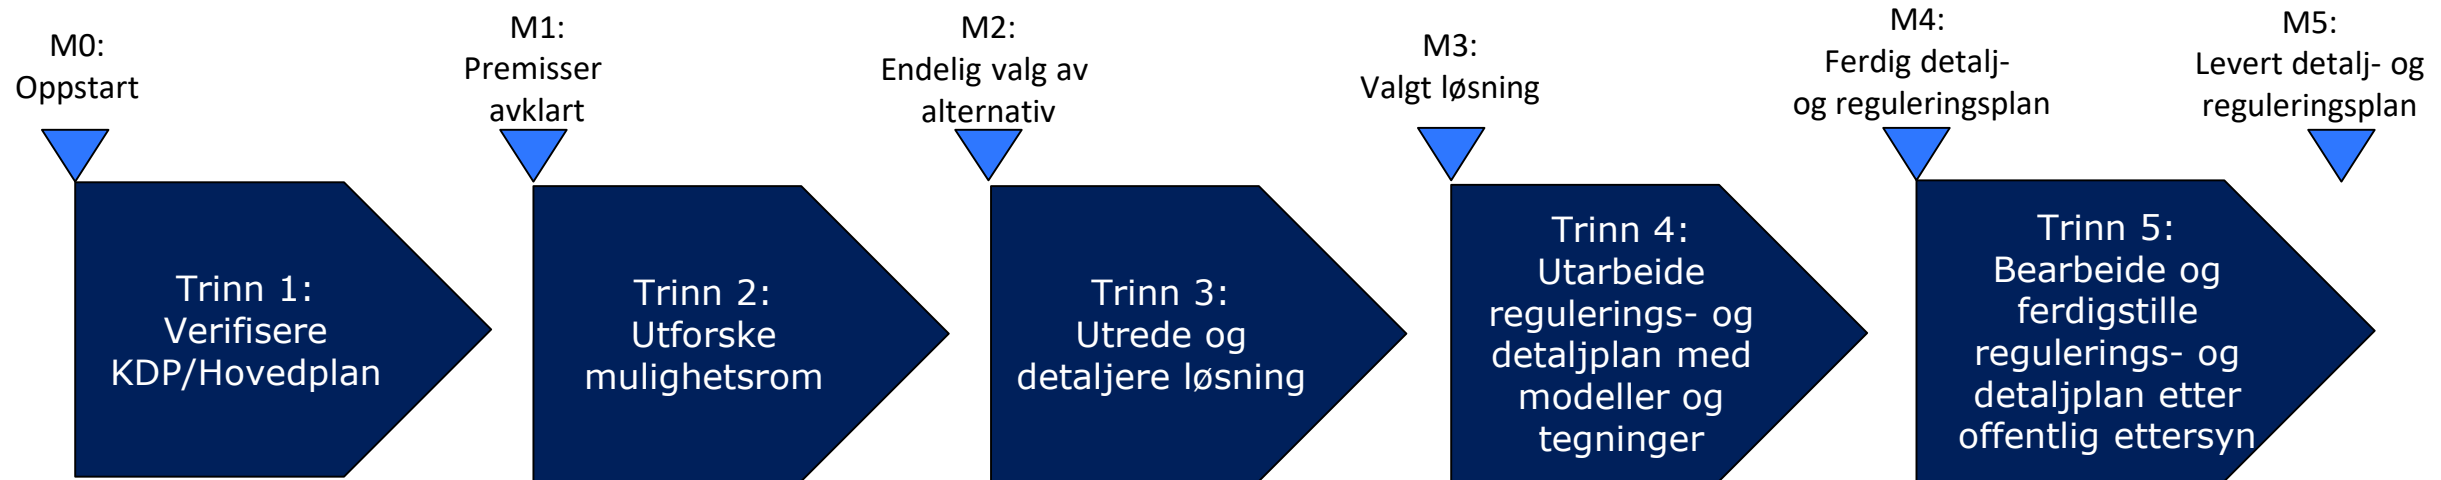 M0:
Oppstart
M1:
Premisser
avklart
M2:
Endelig valg av
alternativ
M3:
Valgt løsning
M4:
Ferdig detalj-
og reguleringsplan
M5:
Levert detalj- og
reguleringsplan
Trinn 1:
Verifisere
KDP/Hovedplan
Trinn 2:
Utforske
mulighetsrom
Trinn 3:
Utrede og
detaljere løsning
Trinn 4:
Utarbeide
regulerings- og
detaljplan med
modeller og
tegninger
Trinn 5:
Bearbeide og
ferdigstille
regulerings- og
detaljplan etter
offentlig ettersyn